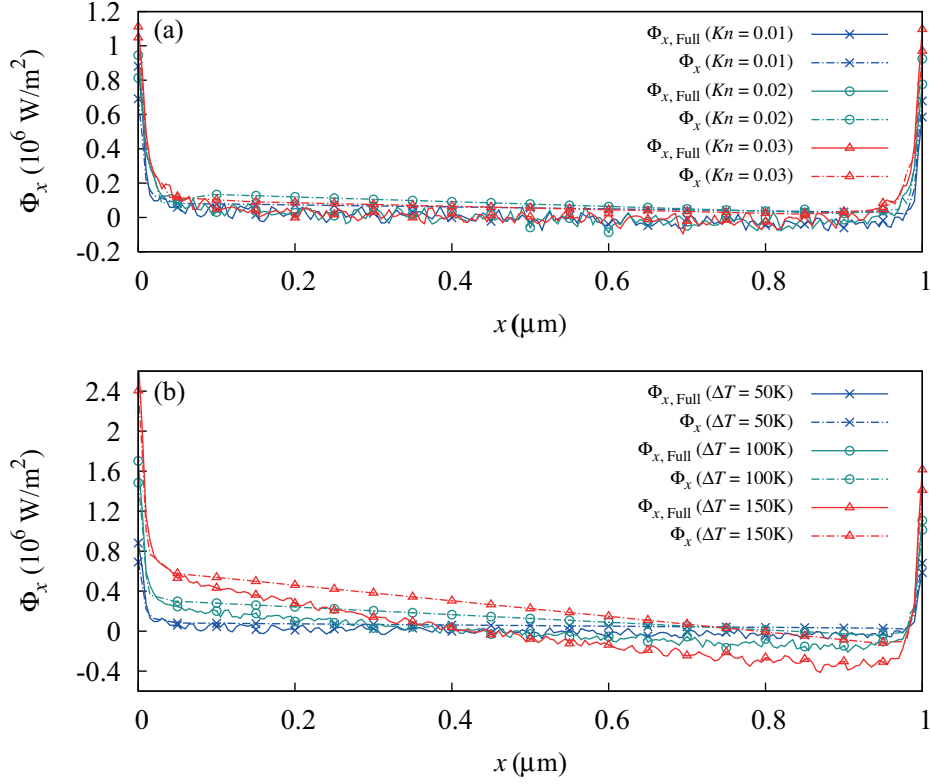 (a)
Φx (10^6 W/m^2)
1.2
1
0.8
0.6
0.4
0.2
0
-0.2
Φx, Full (Kn = 0.01)
Φx (Kn = 0.01)
Φx, Full (Kn = 0.02)
Φx (Kn = 0.02)
Φx, Full (Kn = 0.03)
Φx (Kn = 0.03)
0 0.2 0.4 0.6 0.8 1
x (μm)
(b)
Φx (10^6 W/m^2)
2.4
2
1.6
1.2
0.8
0.4
0
-0.4
Φx, Full (ΔT = 50K)
Φx (ΔT = 50K)
Φx, Full (ΔT = 100K)
Φx (ΔT = 100K)
Φx, Full (ΔT = 150K)
Φx (ΔT = 150K)
0 0.2 0.4 0.6 0.8 1
x (μm)